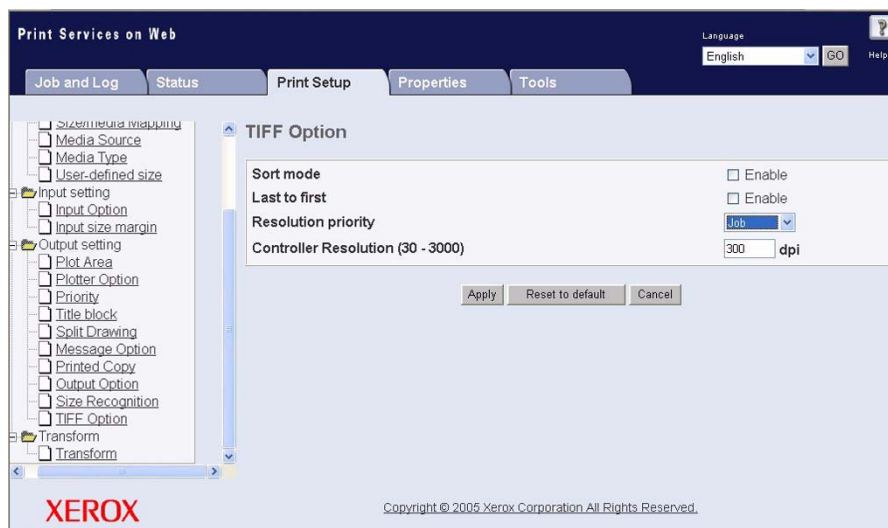 Print Services on Web
Language
English GO
? Help
Job and Log Status Print Setup Properties Tools
Size/media Mapping
Media Source
Media Type
User-defined size
Input setting
Input Option
Input size margin
Output setting
Plot Area
Plotter Option
Priority
Title block
Split Drawing
Message Option
Printed Copy
Output Option
Size Recognition
TIFF Option
Transform
Transform
TIFF Option
Sort mode Enable
Last to first Enable
Resolution priority Job
Controller Resolution (30 - 3000) 300 dpi
Apply Reset to default Cancel
XEROX
Copyright © 2005 Xerox Corporation All Rights Reserved.